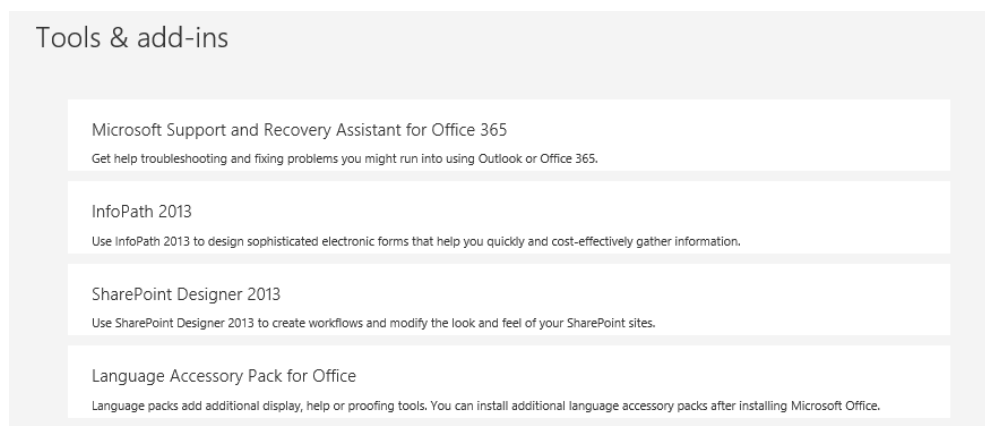 Tools & add-ins
Microsoft Support and Recovery Assistant for Office 365
Get help troubleshooting and fixing problems you might run into using Outlook or Office 365.
InfoPath 2013
Use InfoPath 2013 to design sophisticated electronic forms that help you quickly and cost-effectively gather information.
SharePoint Designer 2013
Use SharePoint Designer 2013 to create workflows and modify the look and feel of your SharePoint sites.
Language Accessory Pack for Office
Language packs add additional display, help or proofing tools. You can install additional language accessory packs after installing Microsoft Office.